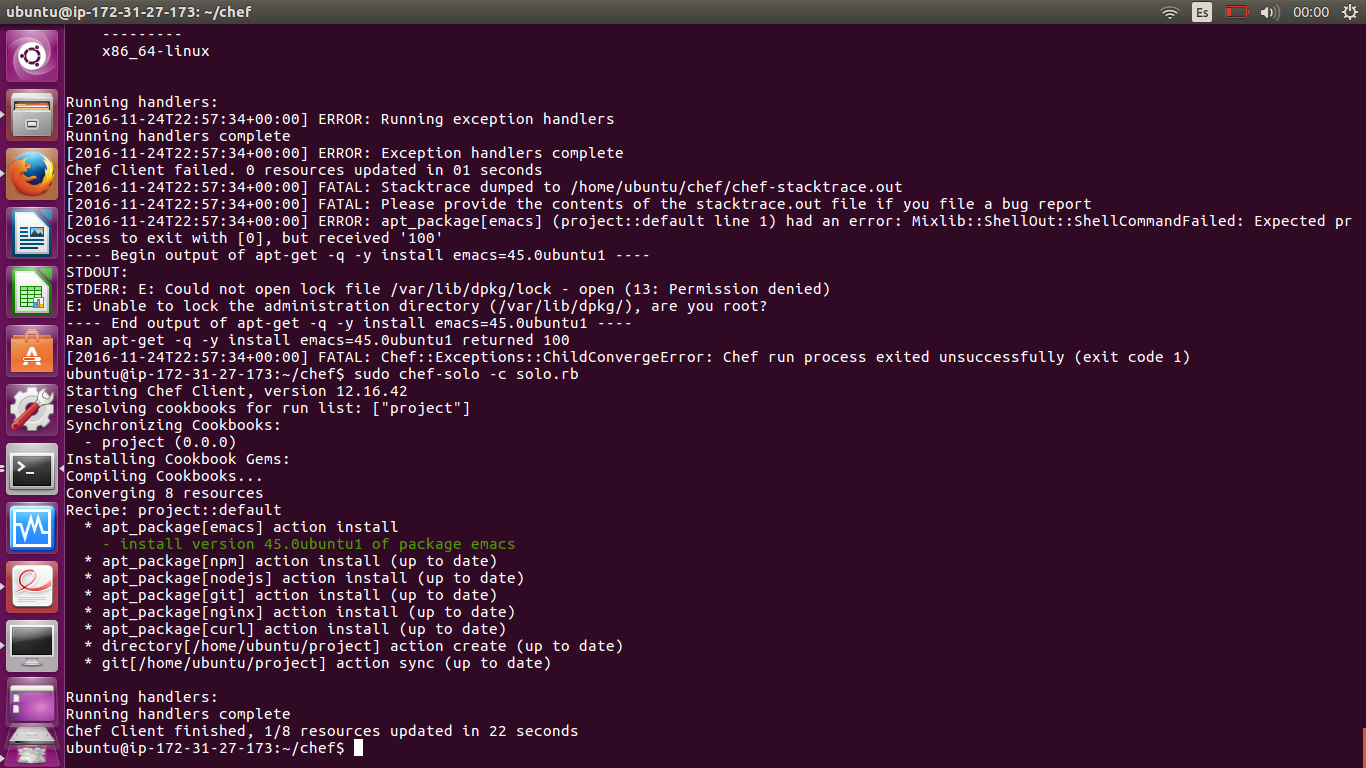 ubuntu@ip-172-31-27-173: ~/chef
Es
00:00
---------
x86_64-linux
Running handlers:
[2016-11-24T22:57:34+00:00] ERROR: Running exception handlers
Running handlers complete
[2016-11-24T22:57:34+00:00] ERROR: Exception handlers complete
Chef Client failed. 0 resources updated in 01 seconds
[2016-11-24T22:57:34+00:00] FATAL: Stacktrace dumped to /home/ubuntu/chef/chef-stacktrace.out
[2016-11-24T22:57:34+00:00] FATAL: Please provide the contents of the stacktrace.out file if you file a bug report
[2016-11-24T22:57:34+00:00] ERROR: apt_package[emacs] (project::default line 1) had an error: Mixlib::ShellOut::ShellCommandFailed: Expected pr
ocess to exit with [0], but received '100'
---- Begin output of apt-get -q -y install emacs=45.0ubuntu1 ----
STDOUT:
STDERR: E: Could not open lock file /var/lib/dpkg/lock - open (13: Permission denied)
E: Unable to lock the administration directory (/var/lib/dpkg/), are you root?
---- End output of apt-get -q -y install emacs=45.0ubuntu1 ----
Ran apt-get -q -y install emacs=45.0ubuntu1 returned 100
[2016-11-24T22:57:34+00:00] FATAL: Chef::Exceptions::ChildConvergeError: Chef run process exited unsuccessfully (exit code 1)
ubuntu@ip-172-31-27-173:~/chef$ sudo chef-solo -c solo.rb
Starting Chef Client, version 12.16.42
resolving cookbooks for run list: ["project"]
Synchronizing Cookbooks:
- project (0.0.0)
Installing Cookbook Gems:
Compiling Cookbooks...
Converging 8 resources
Recipe: project::default
* apt_package[emacs] action install
- install version 45.0ubuntu1 of package emacs
* apt_package[npm] action install (up to date)
* apt_package[nodejs] action install (up to date)
* apt_package[git] action install (up to date)
* apt_package[nginx] action install (up to date)
* apt_package[curl] action install (up to date)
* directory[/home/ubuntu/project] action create (up to date)
* git[/home/ubuntu/project] action sync (up to date)
Running handlers:
Running handlers complete
Chef Client finished, 1/8 resources updated in 22 seconds
ubuntu@ip-172-31-27-173:~/chef$